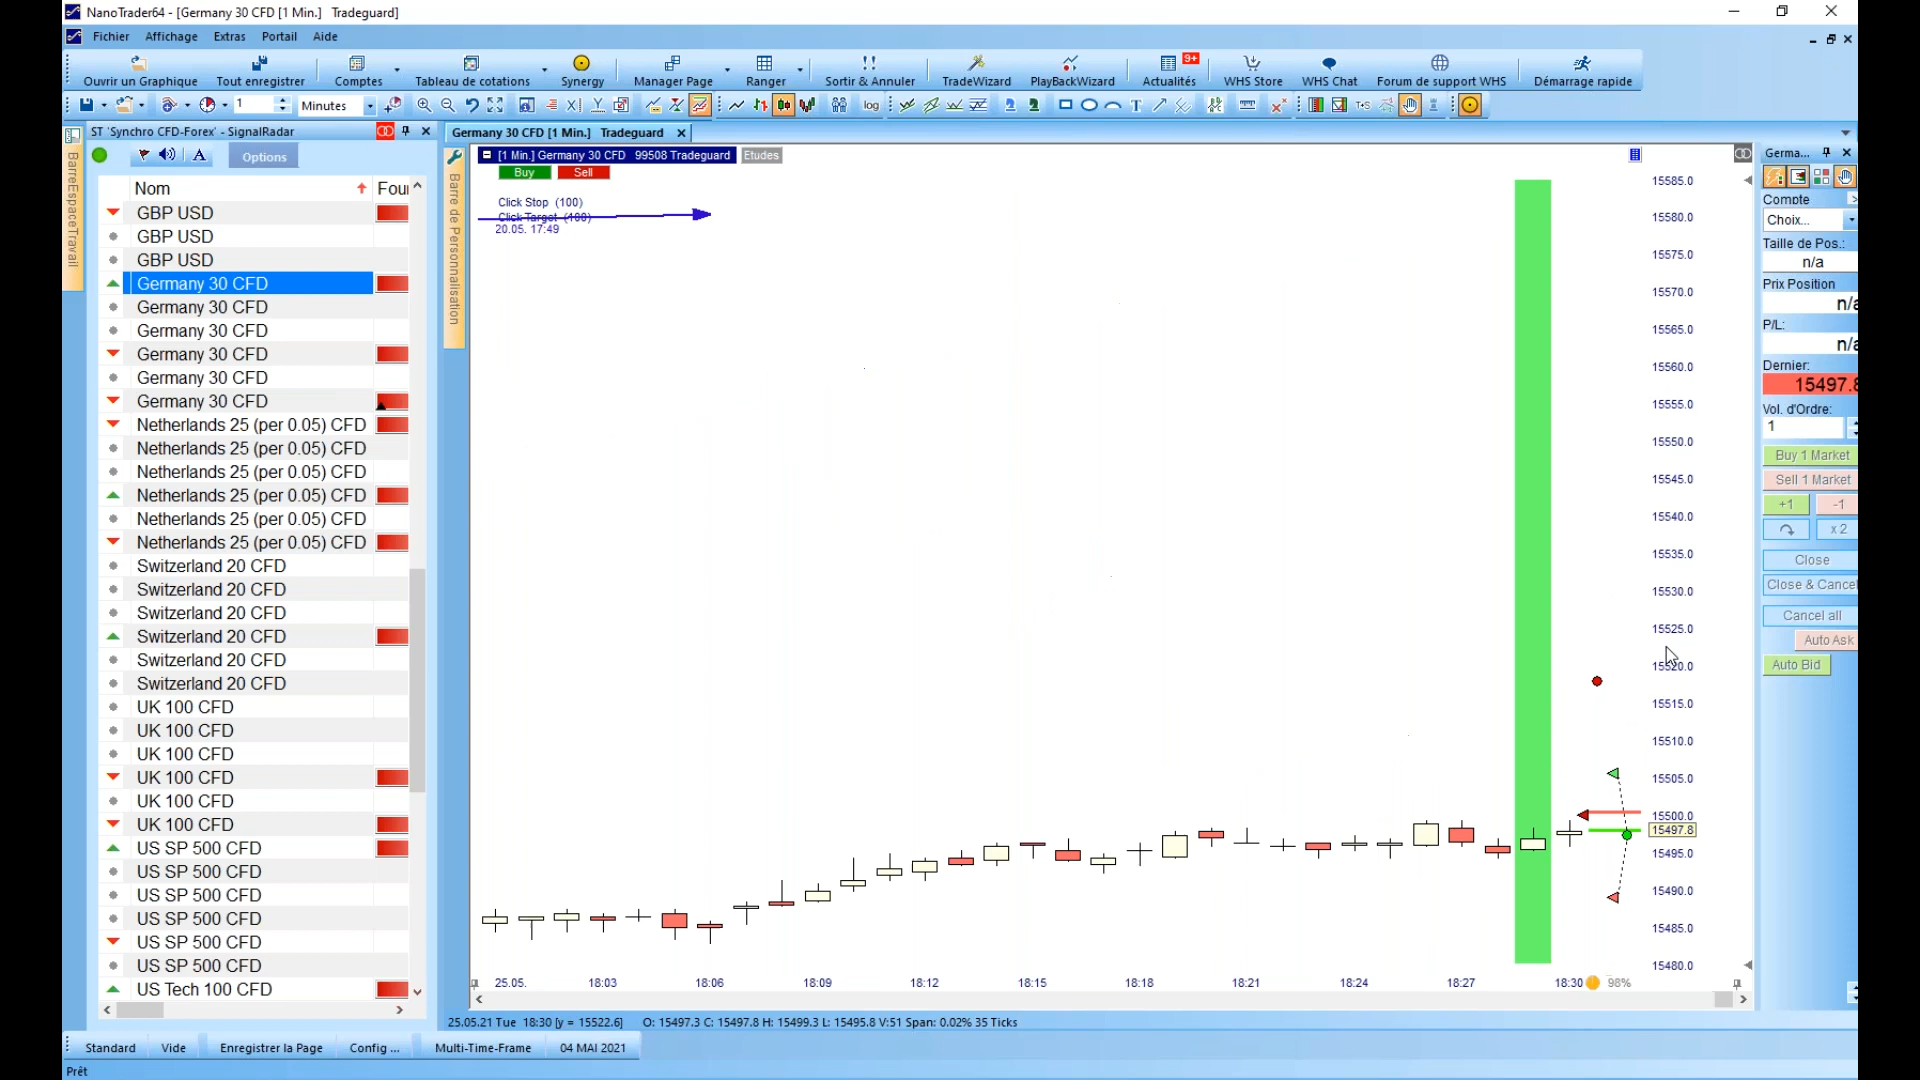 NanoTrader64 - [Germany 30 CFD [1 Min.]   Tradeguard]
Fichier Affichage Extras Portail Aide
Ouvrir un Graphique Tout enregistrer Comptes Tableau de cotations Synergy Manager Page Ranger Sortir & Annuler TradeWizard PlayBackWizard Actualités 9+ WHS Store WHS Chat Forum de support WHS Démarrage rapide
1 Minutes log T+S
ST 'Synchro CFD-Forex' - SignalRadar
Germany 30 CFD [1 Min.]   Tradeguard
BarreEspaceTravail
Options
Nom
GBP USD
GBP USD
GBP USD
Germany 30 CFD
Germany 30 CFD
Germany 30 CFD
Germany 30 CFD
Germany 30 CFD
Germany 30 CFD
Netherlands 25 (per 0.05) CFD
Netherlands 25 (per 0.05) CFD
Netherlands 25 (per 0.05) CFD
Netherlands 25 (per 0.05) CFD
Netherlands 25 (per 0.05) CFD
Netherlands 25 (per 0.05) CFD
Switzerland 20 CFD
Switzerland 20 CFD
Switzerland 20 CFD
Switzerland 20 CFD
Switzerland 20 CFD
Switzerland 20 CFD
UK 100 CFD
UK 100 CFD
UK 100 CFD
UK 100 CFD
UK 100 CFD
UK 100 CFD
US SP 500 CFD
US SP 500 CFD
US SP 500 CFD
US SP 500 CFD
US SP 500 CFD
US SP 500 CFD
US Tech 100 CFD
Barre de Personnalisation
[1 Min.] Germany 30 CFD   99508 Tradeguard Etudes
Buy Sell
Click Stop  (100)
Click Target  (100)
20.05. 17:49
15585.0
15580.0
15575.0
15570.0
15565.0
15560.0
15555.0
15550.0
15545.0
15540.0
15535.0
15530.0
15525.0
15520.0
15515.0
15510.0
15505.0
15500.0
15497.8
15495.0
15490.0
15485.0
15480.0
25.05. 18:03 18:06 18:09 18:12 18:15 18:18 18:21 18:24 18:27 18:30 98%
Germa...
Compte
Choix...
Taille de Pos.:
n/a
Prix Position
n/a
P/L:
n/a
Dernier:
15497.8
Vol. d'Ordre:
1
Buy 1 Market
Sell 1 Market
+1 -1
x 2
Close
Close & Cancel
Cancel all
Auto Ask
Auto Bid
25.05.21 Tue  18:30 [y = 15522.6] O: 15497.3 C: 15497.8 H: 15499.3 L: 15495.8 V:51 Span: 0.02% 35 Ticks
Standard Vide Enregistrer la Page Config ... Multi-Time-Frame 04 MAI 2021
Prêt